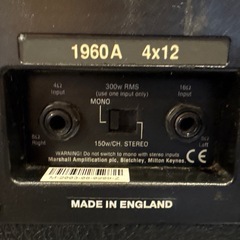 1960A 4x12
4Ω Input
300w RMS
(use one input only)
16Ω Input
MONO
8Ω Right
150w/CH. STEREO
8Ω Left
WARNING! Do not switch to mono with stereo inputs
Marshall Amplification plc, Bletchley, Milton Keynes.
CE
MADE IN ENGLAND